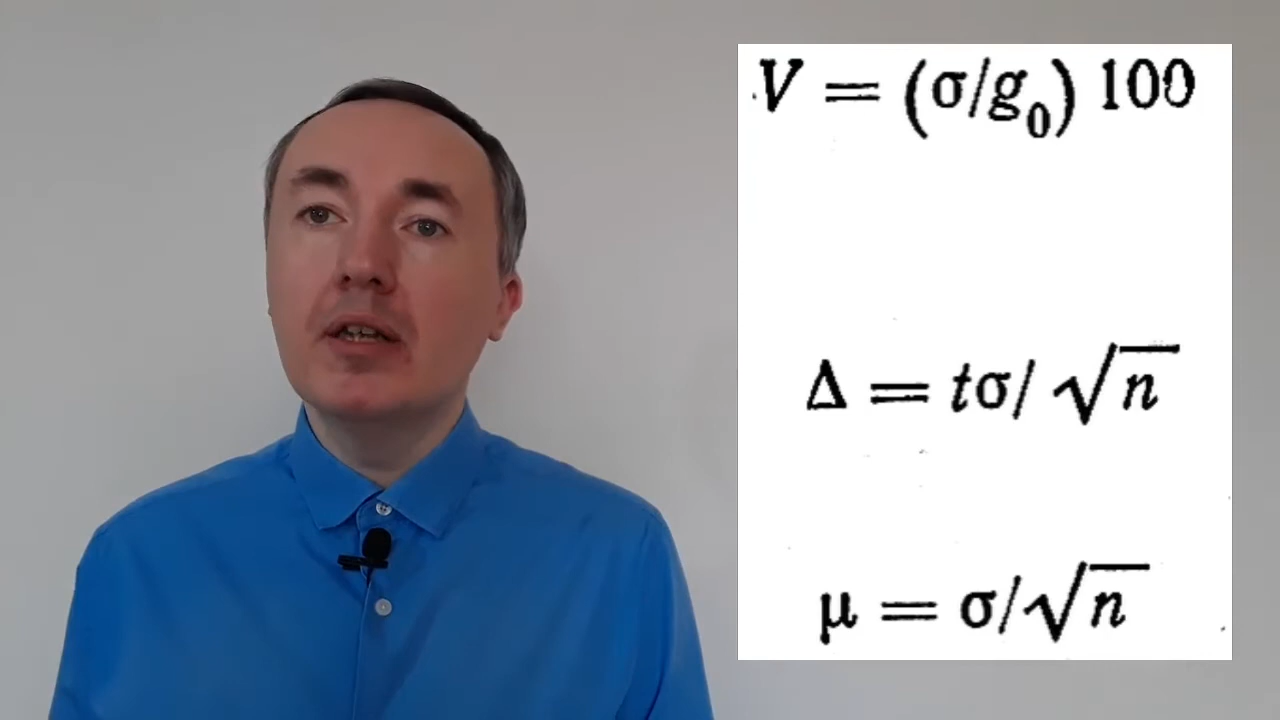 V = (σ/g₀) 100
Δ = tσ/√n
μ = σ/√n